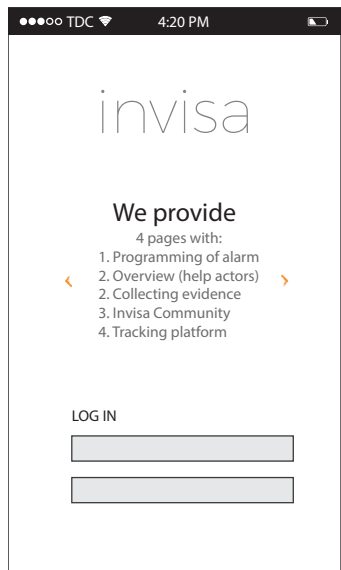 TDC 4:20 PM
invisa
We provide
4 pages with:
1. Programming of alarm
2. Overview (help actors)
2. Collecting evidence
3. Invisa Community
4. Tracking platform
LOG IN